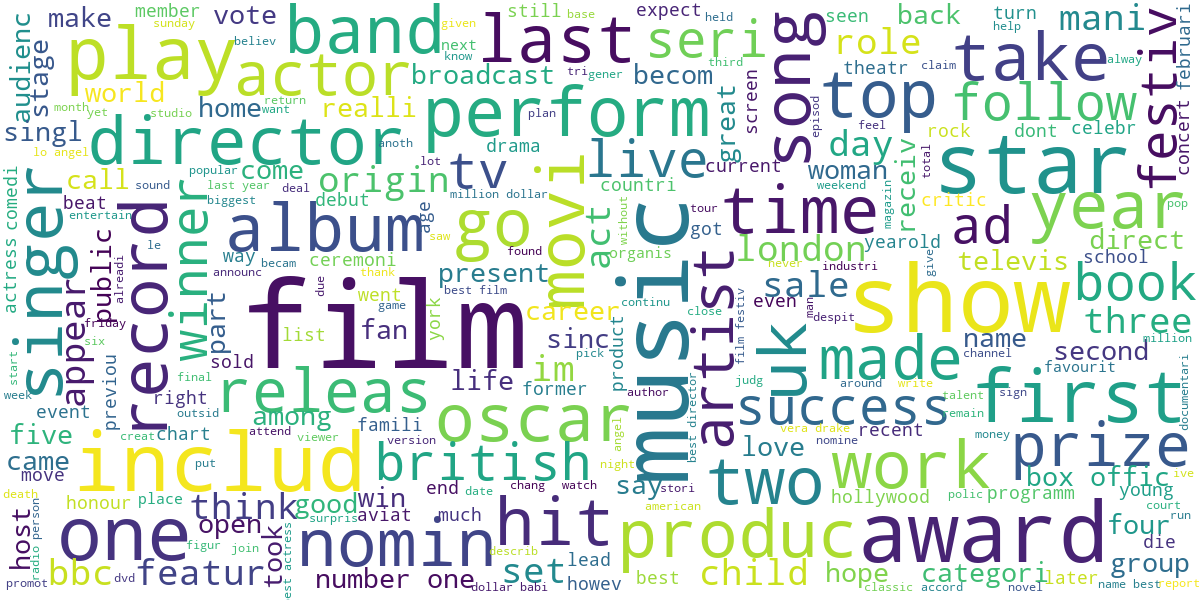 make member sunday vote band given still base expect held back turn help mani
believ last seri seen role
audienc stage play actor next know tri gener third song theatr take alway festiv februari
world home realli broadcast becom screen great top claim follow concert
month yet studio return want plan episod feel rock dont celebr
singl director anoth perform drama live day total
lo angel popular come lot tv current woman receiv star
call sound last year deal origin million dollar movi countri weekend magazin critic year pop
comedi actress beat biggest debut age act without tour got time yearold ad direct
singer entertain album saw go organis london school
public le way ceremoni found never industri give televis
alreadi announc becam due thank present music artist sale even book
record winner part went best film continu close film festiv man show
appear friday film game york career despit three
six list fan sinc product uk name channel million
start previou sold pick made second
week right final life im former judg around favourit
event outsid releas author write talent first documentari
among famili oscar best director success remain sign
five chart creat attend version angel vera drake recent prize
came viewer british nomine love money
move put includ night two work box offic ive
death end date chang watch say stori hollywood polic programm young
honour place think good win american court
host open surpris aviat much hit produc award four run
radio person one took nomin describ die
figur join best actress set lead best child hope categori later group
bbc featur number one howev classic accord novel name best report
promot dvd dollar babi